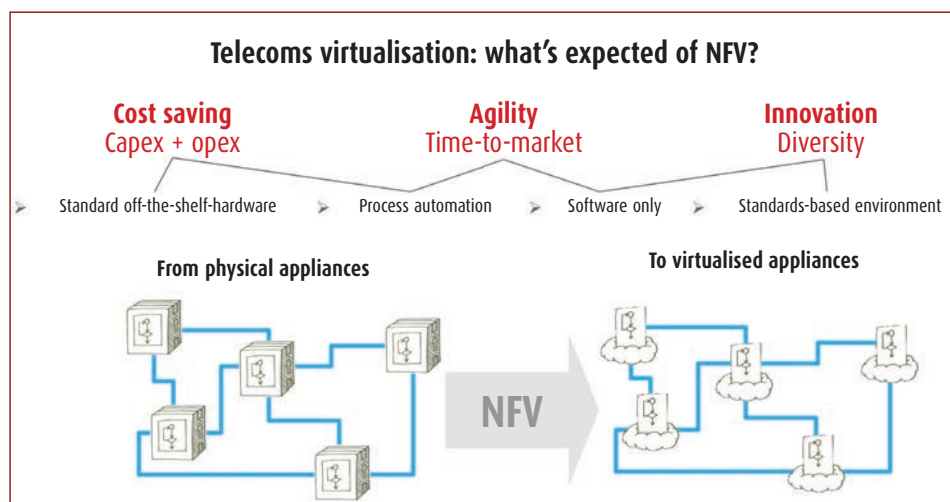 Telecoms virtualisation: what's expected of NFV?
Cost saving
Capex + opex
Agility
Time-to-market
Innovation
Diversity
Standard off-the-shelf-hardware
Process automation
Software only
Standards-based environment
From physical appliances
To virtualised appliances
NFV